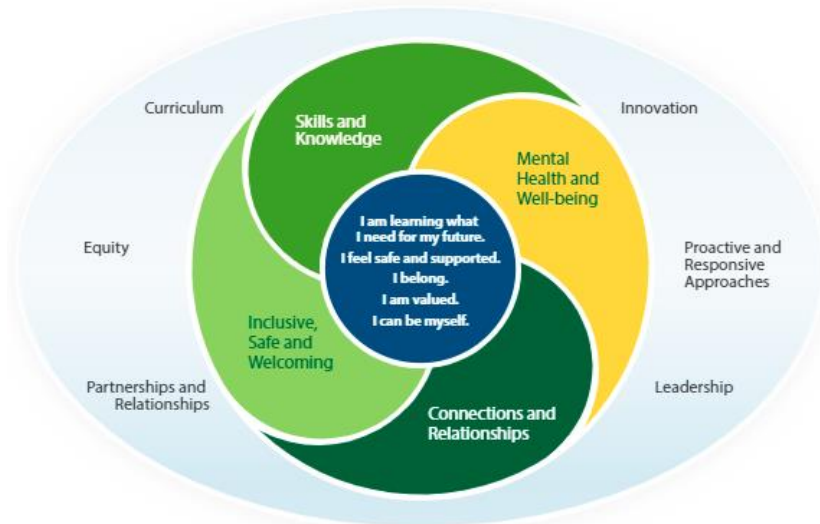 Curriculum
Innovation
Skills and
Knowledge
Mental
Health and
Well-being
I am learning what
I need for my future.
I feel safe and supported.
I belong.
I am valued.
I can be myself.
Equity
Proactive and
Responsive
Approaches
Inclusive,
Safe and
Welcoming
Partnerships and
Relationships
Leadership
Connections and
Relationships